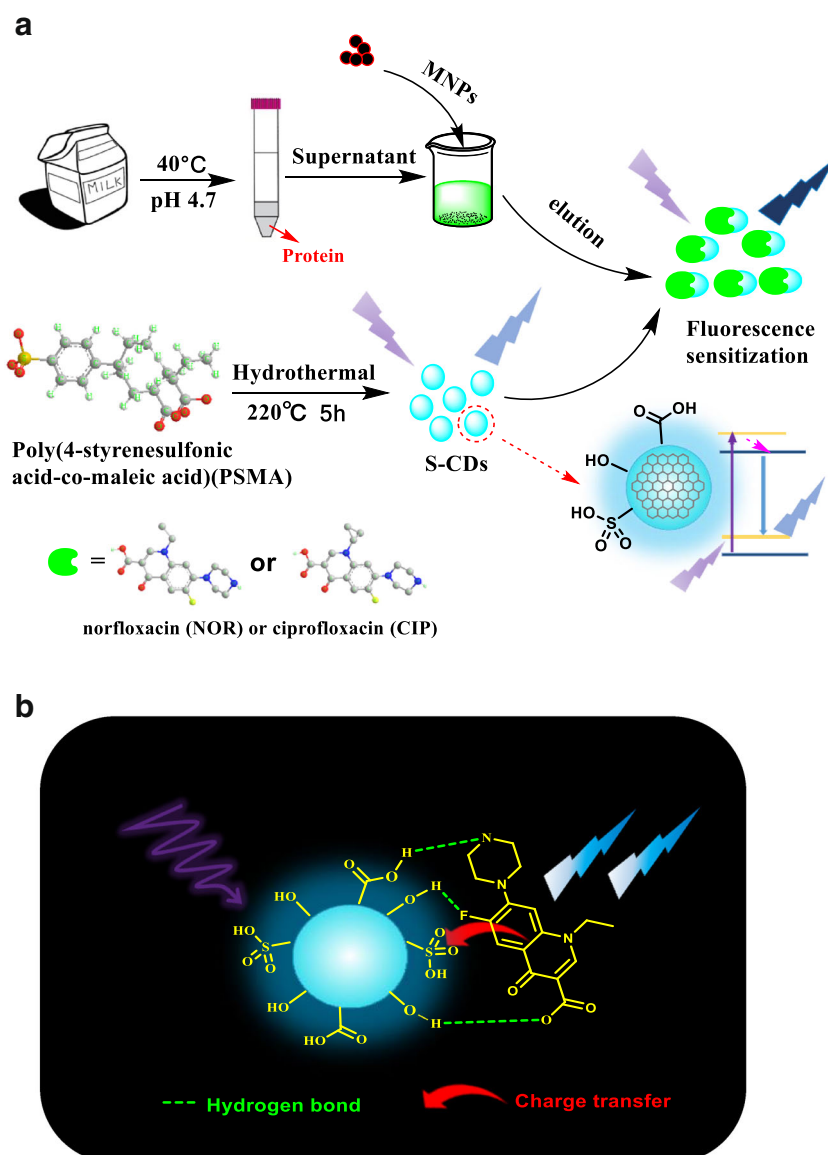 a
MNPs
40°C
pH 4.7
Supernatant
MILK
elution
Protein
Fluorescence
sensitization
Hydrothermal
220℃ 5h
Poly(4-styrenesulfonic
acid-co-maleic acid)(PSMA)
S-CDs
O
OH
HO
HO
S
O
O
= or
norfloxacin (NOR) or ciprofloxacin (CIP)
b
H
N
O
O
H
N
HO
O
F
HO
S
O
O
O
S
O
OH
N
HO
O
O
H
O
O
HO
O
Hydrogen bond
Charge transfer